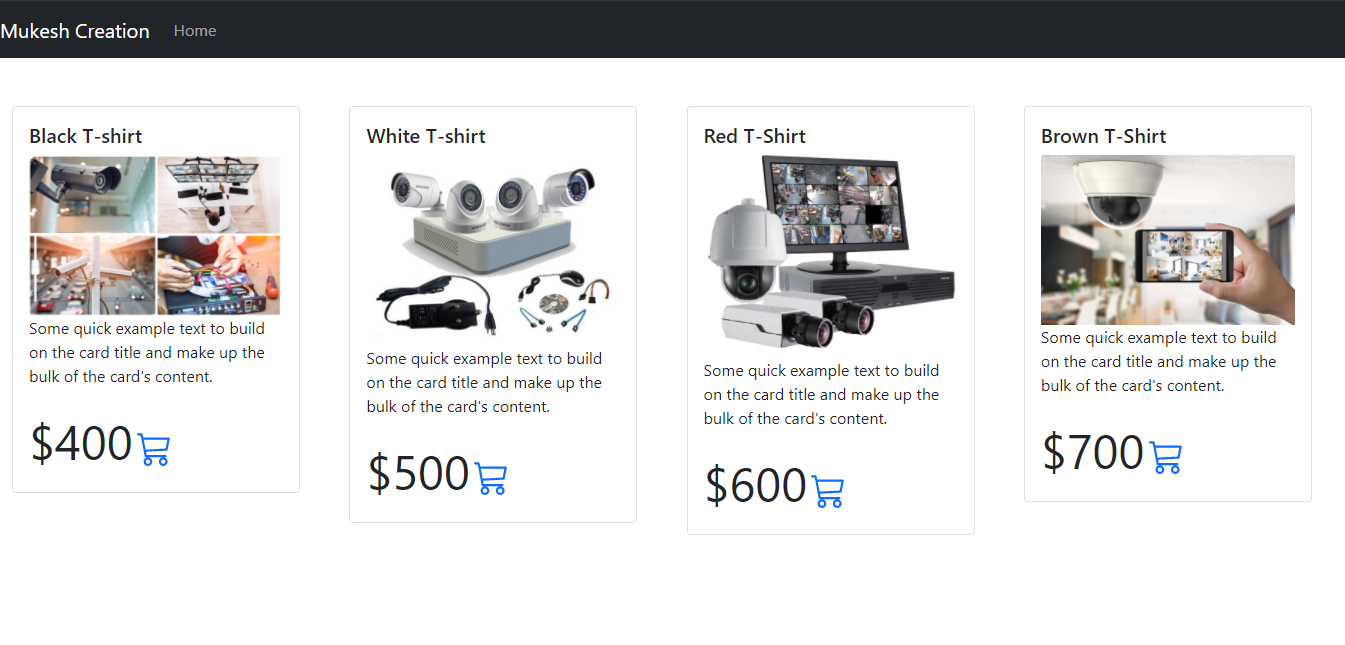 Mukesh Creation Home
Black T-shirt
Some quick example text to build
on the card title and make up the
bulk of the card's content.
$400
White T-shirt
Some quick example text to build
on the card title and make up the
bulk of the card's content.
$500
Red T-Shirt
Some quick example text to build
on the card title and make up the
bulk of the card's content.
$600
Brown T-Shirt
Some quick example text to build
on the card title and make up the
bulk of the card's content.
$700